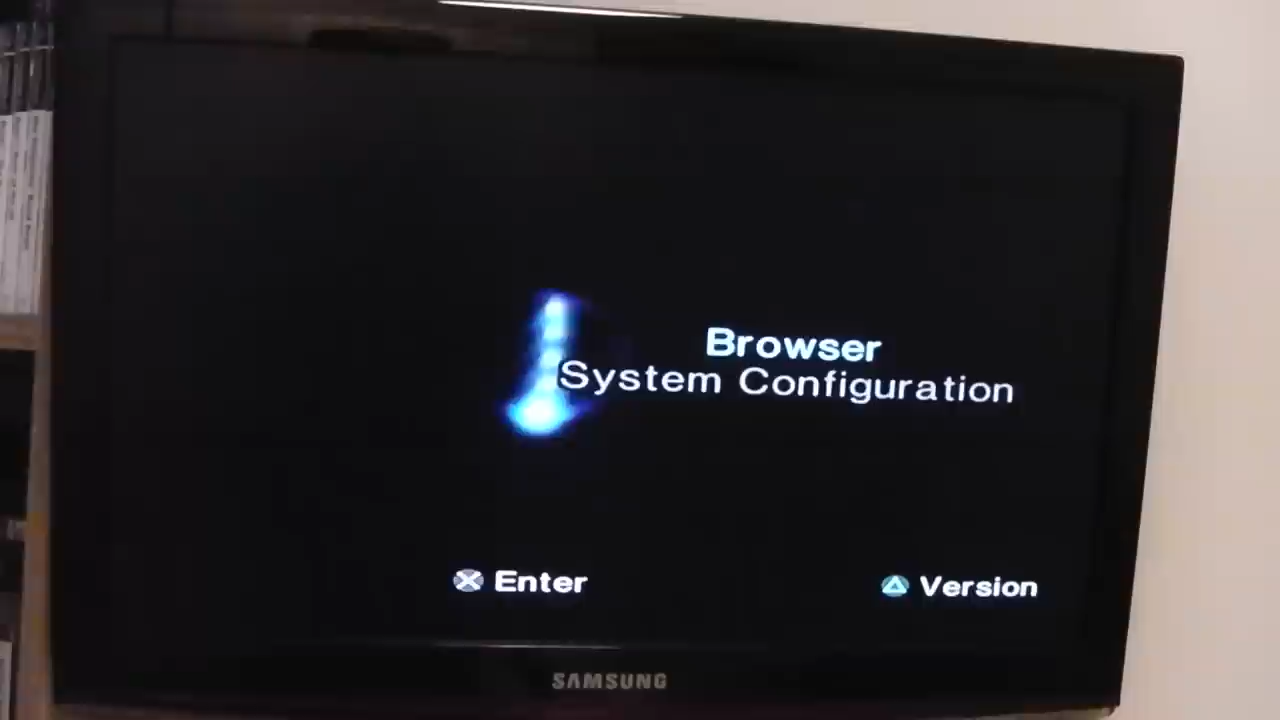 Browser
System Configuration
Enter
Version
SAMSUNG